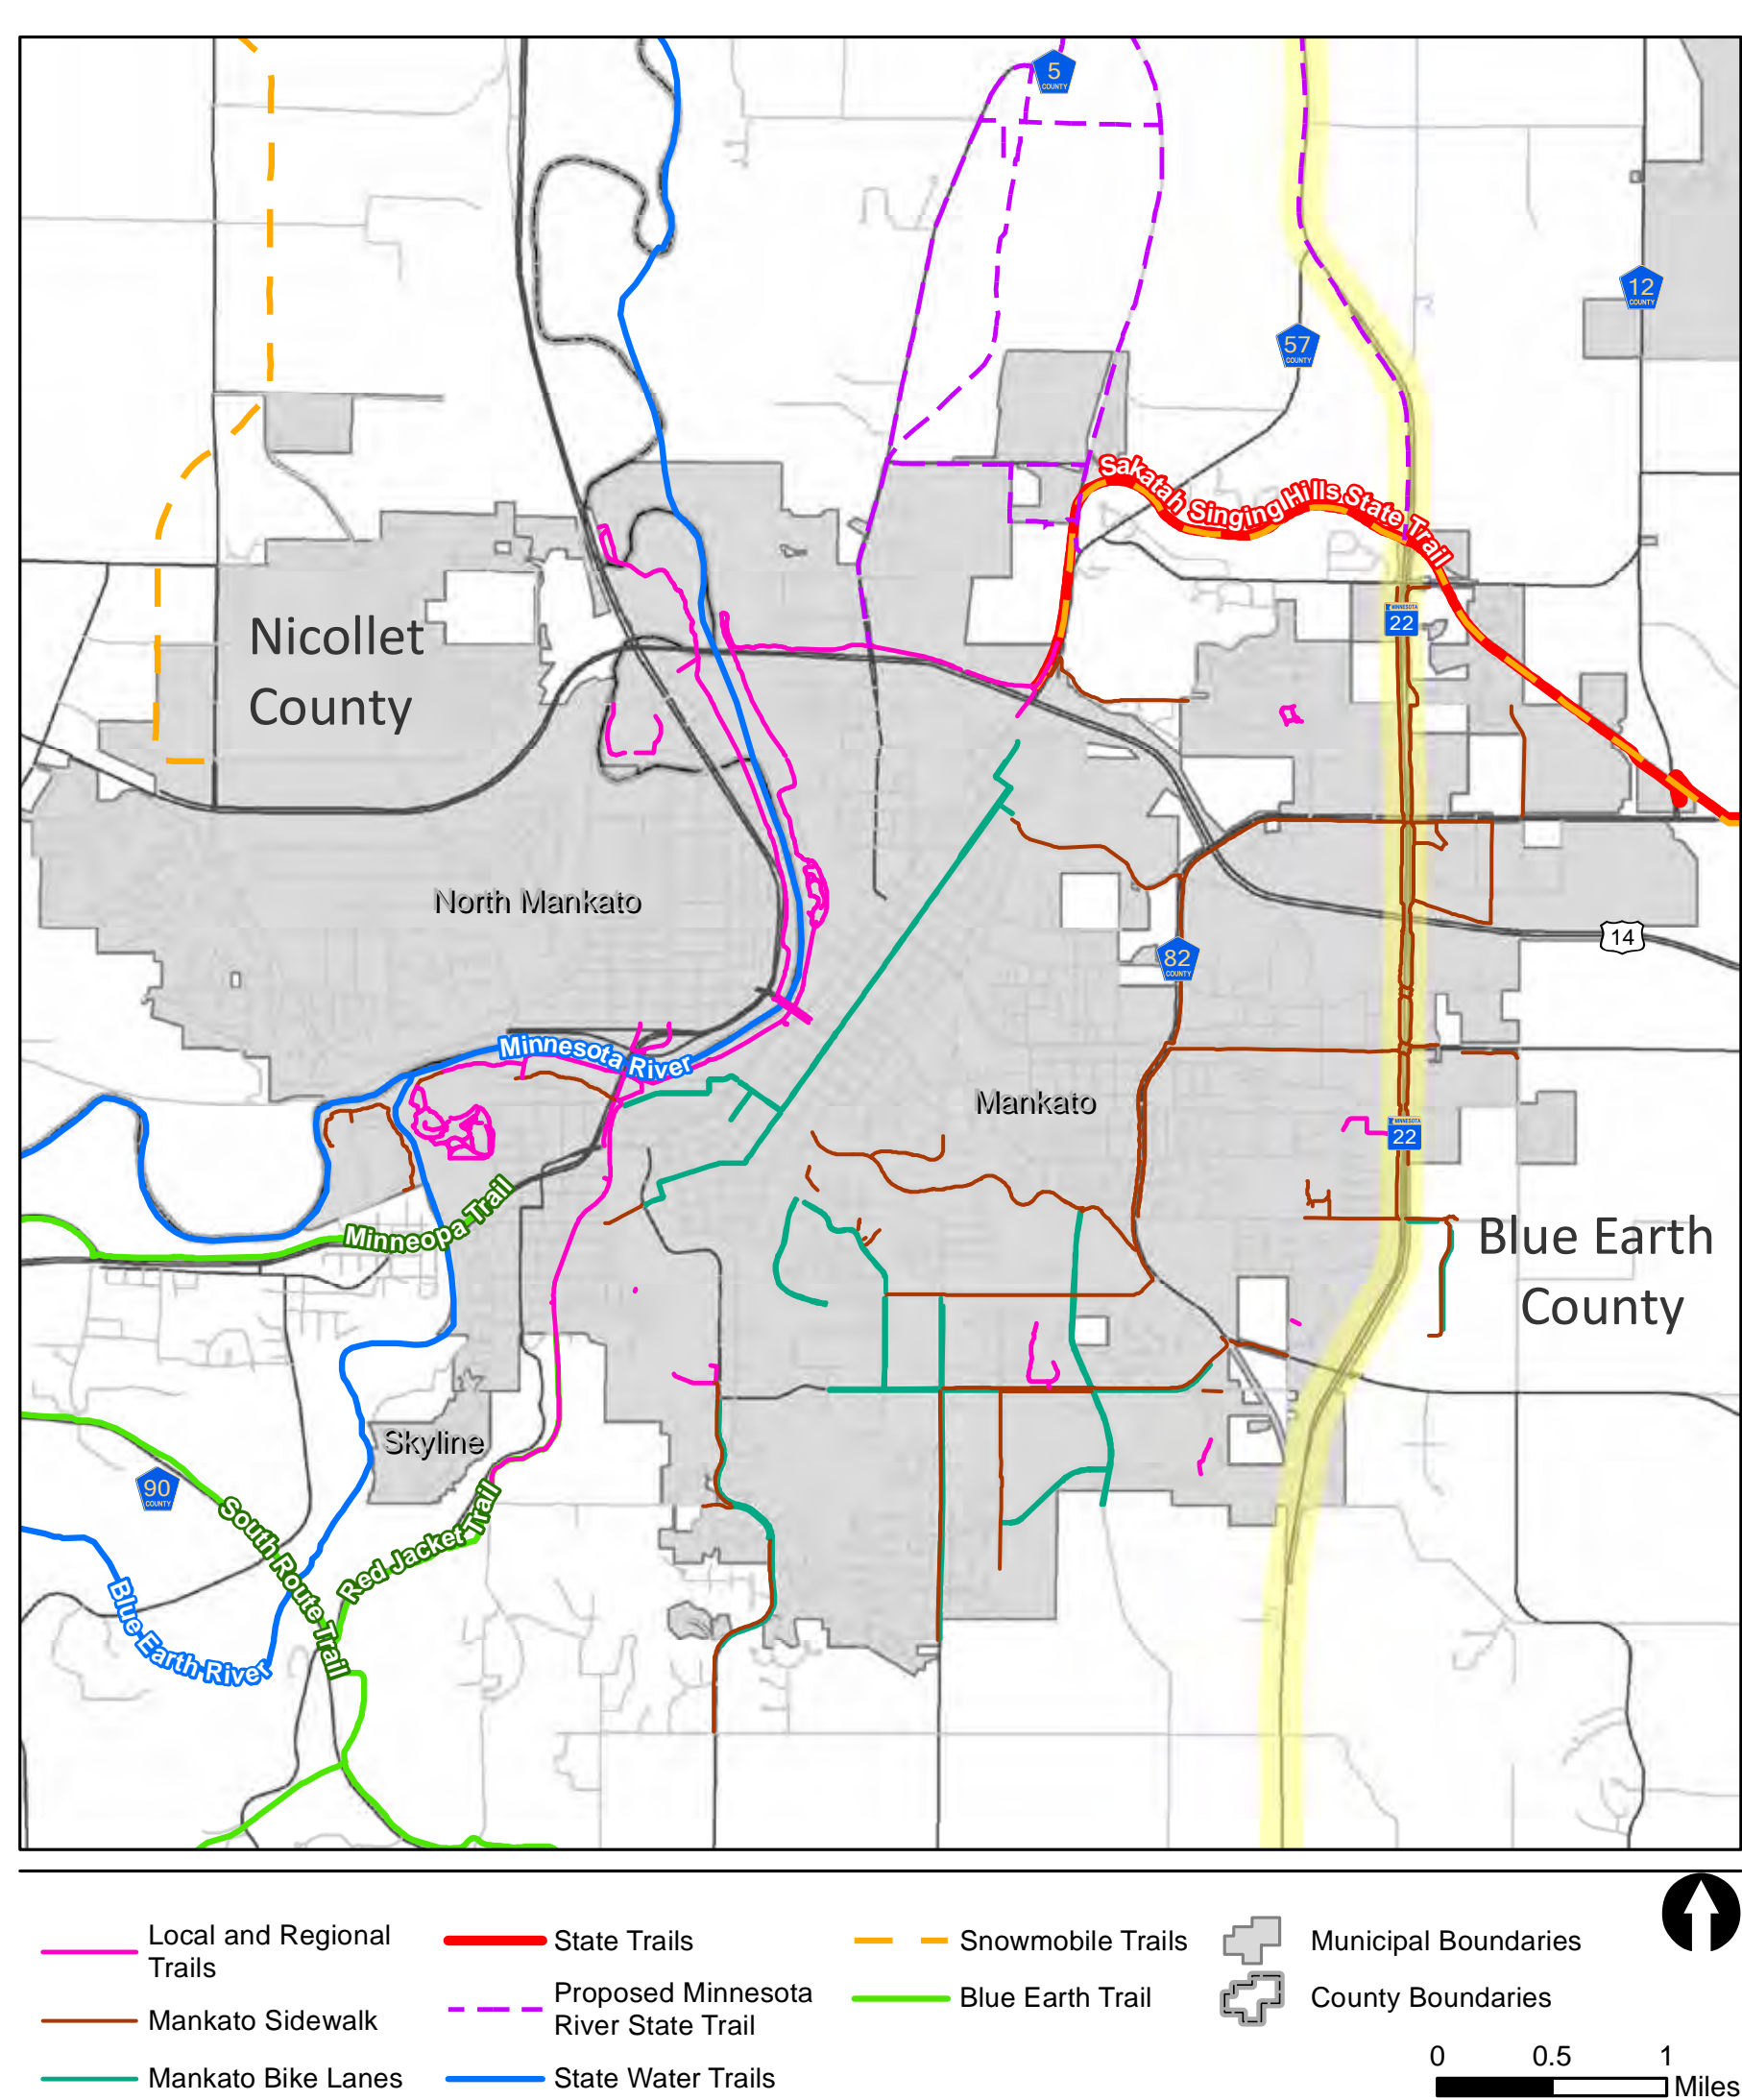 5
COUNTY
12
COUNTY
57
COUNTY
Sakatah Singing Hills State Trail
MINNESOTA
22
Nicollet
County
North Mankato
14
82
COUNTY
Minnesota River
Mankato
MINNESOTA
22
Minneopa Trail
Blue Earth
County
Skyline
90
COUNTY
South Route Trail
Red Jacket Trail
Blue Earth River
Local and Regional
Trails
Mankato Sidewalk
Mankato Bike Lanes
State Trails
Proposed Minnesota
River State Trail
State Water Trails
Snowmobile Trails
Blue Earth Trail
Municipal Boundaries
County Boundaries
0 0.5 1
Miles